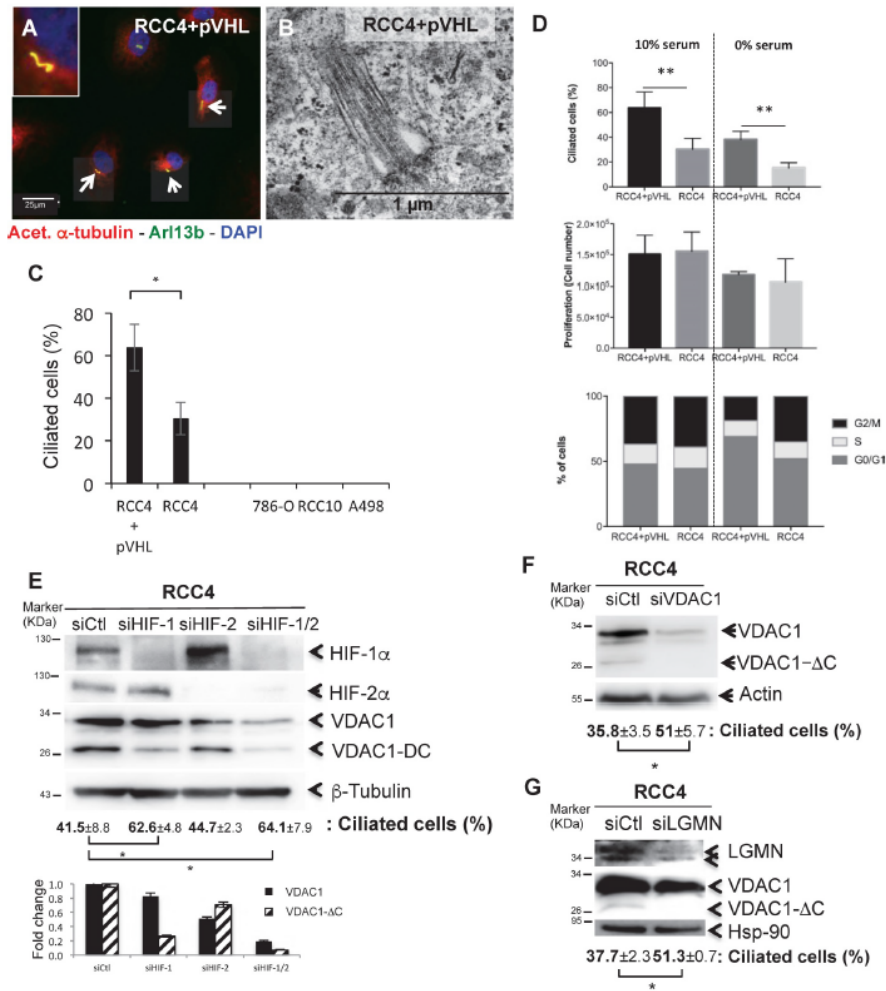 A
RCC4+pVHL
25µm
Acet. α-tubulin - Arl13b - DAPI
B
RCC4+pVHL
1 µm
C
*
Ciliated cells (%)
80
60
40
20
0
RCC4 + pVHL
RCC4
786-O
RCC10
A498
D
10% serum
0% serum
**
**
Ciliated cells (%)
100
80
60
40
20
0
RCC4+pVHL
RCC4
RCC4+pVHL
RCC4
Proliferation (Cell number)
2.0×10⁵
1.5×10⁵
1.0×10⁵
5.0×10⁴
0.0
RCC4+pVHL
RCC4
RCC4+pVHL
RCC4
% of cells
100
50
0
G2/M
S
G0/G1
RCC4+pVHL
RCC4
RCC4+pVHL
RCC4
E
RCC4
Marker (KDa)
siCtl siHIF-1 siHIF-2 siHIF-1/2
130
HIF-1α
130
HIF-2α
34
VDAC1
26
VDAC1-DC
43
β-Tubulin
41.5±8.8 62.6±4.8 44.7±2.3 64.1±7.9 : Ciliated cells (%)
*
*
Fold change
1.0
0.8
0.6
0.4
0.2
0.0
VDAC1
VDAC1-ΔC
siCtl
siHIF-1
siHIF-2
siHIF-1/2
F
RCC4
Marker (KDa)
siCtl siVDAC1
34
VDAC1
26
VDAC1-ΔC
55
Actin
35.8±3.5 51±5.7 : Ciliated cells (%)
*
G
RCC4
Marker (KDa)
siCtl siLGMN
34
LGMN
34
VDAC1
26
VDAC1-ΔC
95
Hsp-90
37.7±2.3 51.3±0.7: Ciliated cells (%)
*